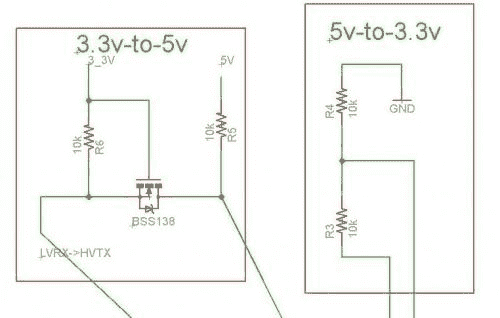 3.3v-to-5v
3_3V
5V
10k
R6
10k
R5
BSS138
LVRX->HVTX
5v-to-3.3v
R4
10k
GND
R3
10k